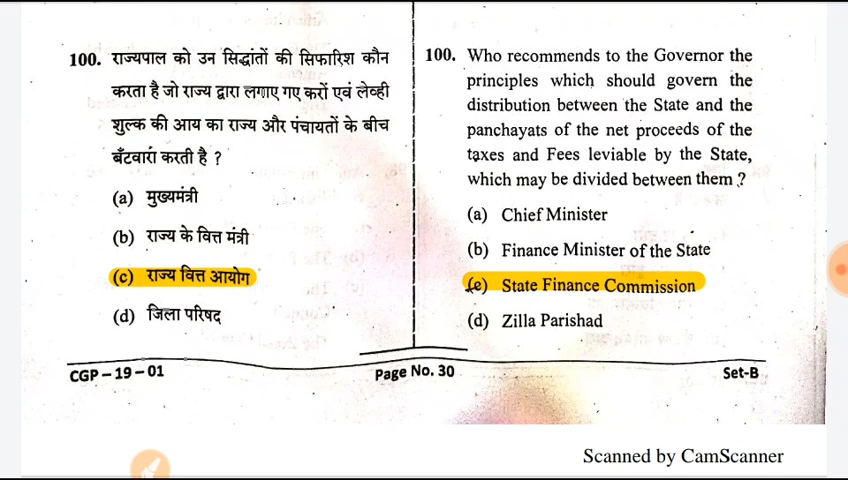 100. राज्यपाल को उन सिद्धांतों की सिफारिश कौन
करता है जो राज्य द्वारा लगाए गए करों एवं लेव्ही
शुल्क की आय का राज्य और पंचायतों के बीच
बँटवारा करती है ?
(a) मुख्यमंत्री
(b) राज्य के वित्त मंत्री
(c) राज्य वित्त आयोग
(d) जिला परिषद
100. Who recommends to the Governor the
principles which should govern the
distribution between the State and the
panchayats of the net proceeds of the
taxes and Fees leviable by the State,
which may be divided between them ?
(a) Chief Minister
(b) Finance Minister of the State
(c) State Finance Commission
(d) Zilla Parishad
CGP – 19 – 01
Page No. 30
Set-B
Scanned by CamScanner